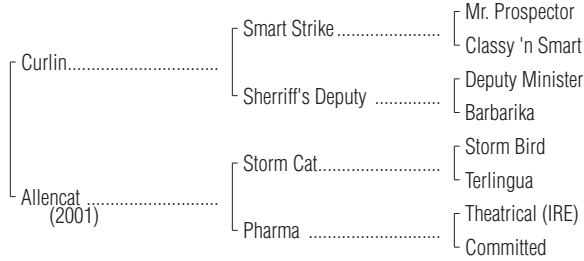 Mr. Prospector
Smart Strike....................
Classy 'n Smart
Curlin.............................
Deputy Minister
Sherriff's Deputy .............
Barbarika
Storm Bird
Storm Cat........................
Terlingua
Allencat .........................
(2001)
Theatrical (IRE)
Pharma .........................
Committed